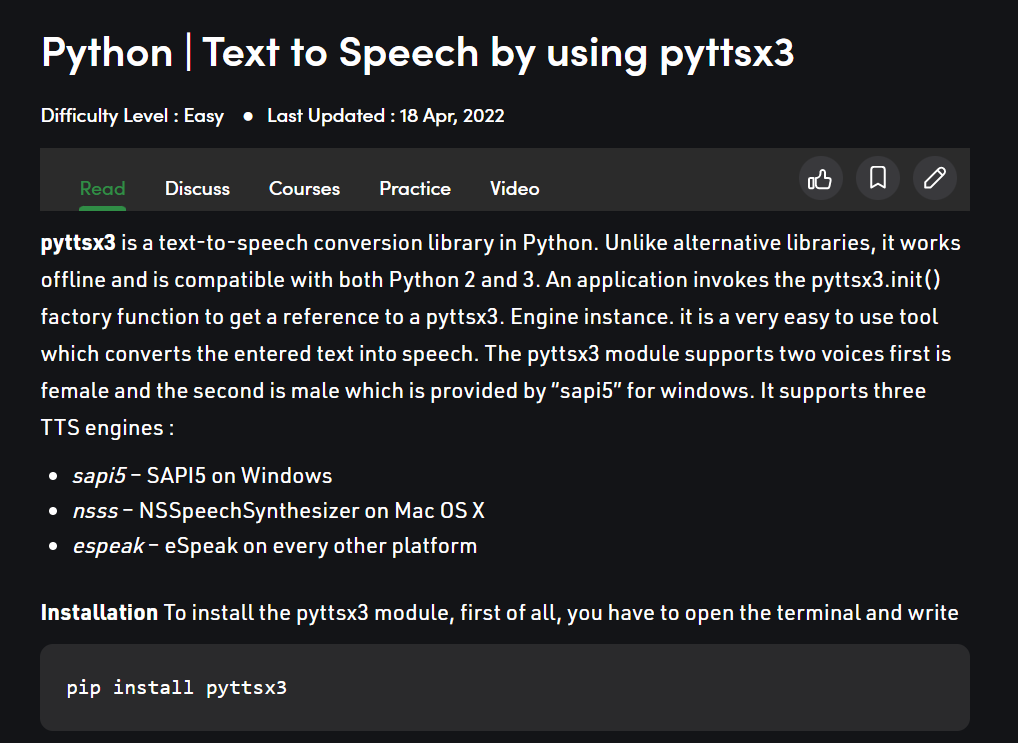 Python | Text to Speech by using pyttsx3
Difficulty Level : Easy ● Last Updated : 18 Apr, 2022
Read Discuss Courses Practice Video
pyttsx3 is a text-to-speech conversion library in Python. Unlike alternative libraries, it works
offline and is compatible with both Python 2 and 3. An application invokes the pyttsx3.init()
factory function to get a reference to a pyttsx3. Engine instance. it is a very easy to use tool
which converts the entered text into speech. The pyttsx3 module supports two voices first is
female and the second is male which is provided by “sapi5” for windows. It supports three
TTS engines :
• sapi5 – SAPI5 on Windows
• nsss – NSSpeechSynthesizer on Mac OS X
• espeak – eSpeak on every other platform
Installation To install the pyttsx3 module, first of all, you have to open the terminal and write
pip install pyttsx3